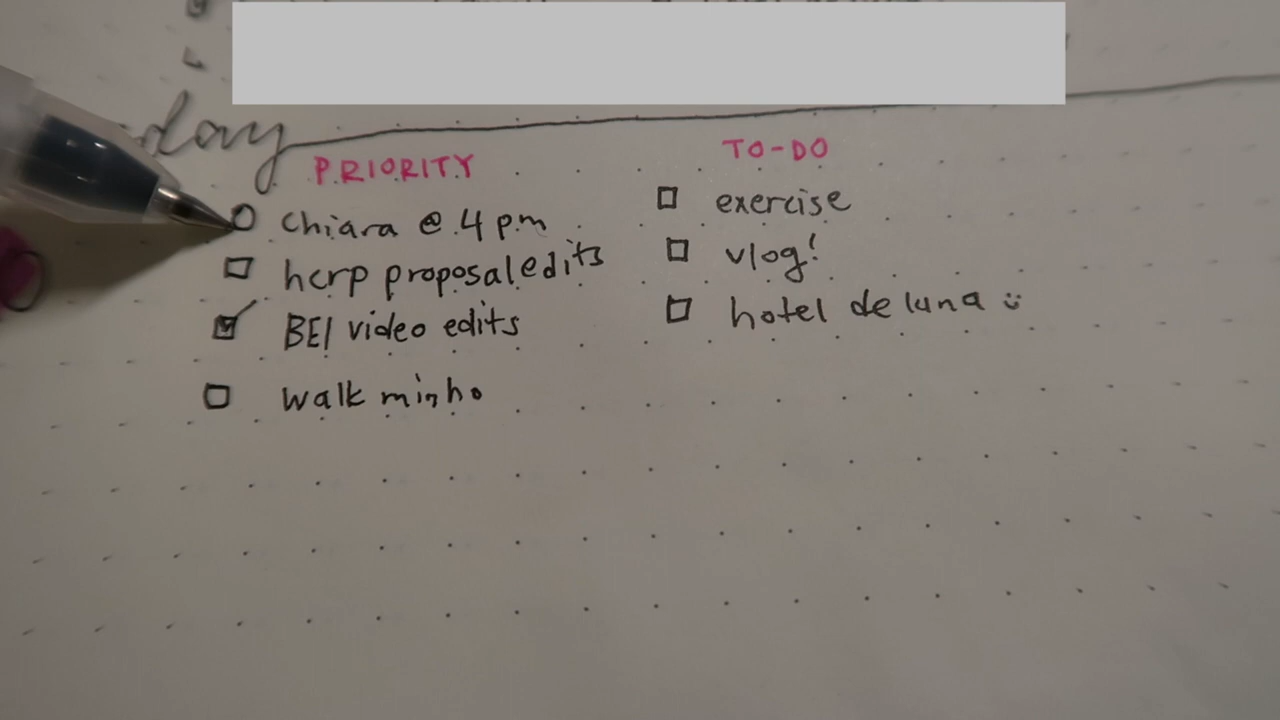 day
PRIORITY
chiara @ 4 pm
hcrp proposal edits
BEI video edits
walk minho
TO-DO
exercise
vlog!
hotel de luna